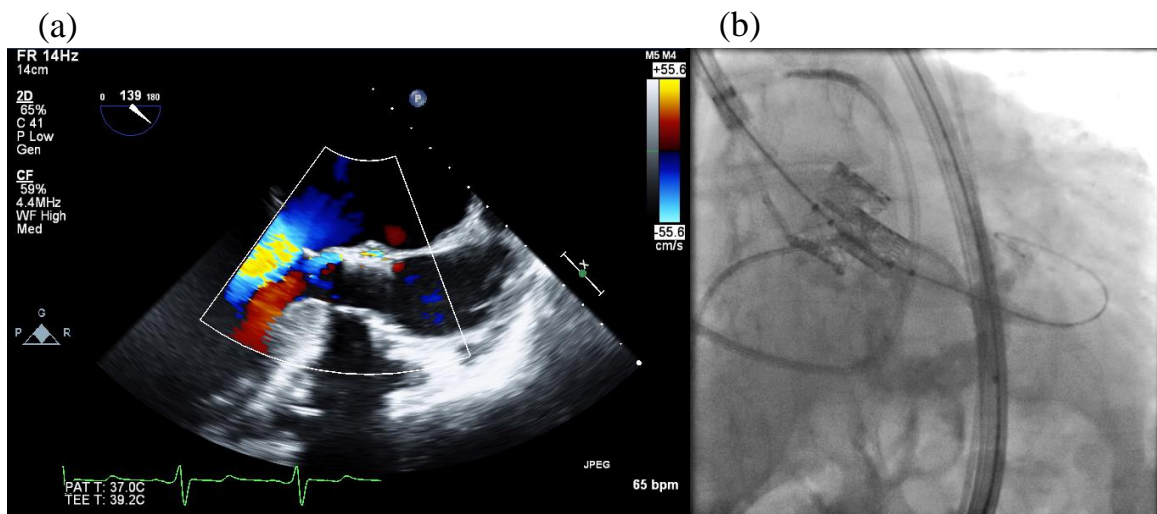 (a)
(b)
FR 14Hz
14cm
2D
65%
C 41
P Low
Gen
CF
59%
4.4MHz
WF High
Med
0 139 180
P
M5 M4
+55.6
-55.6
cm/s
X
G
P R
JPEG
PAT T: 37.0C
TEE T: 39.2C
65 bpm